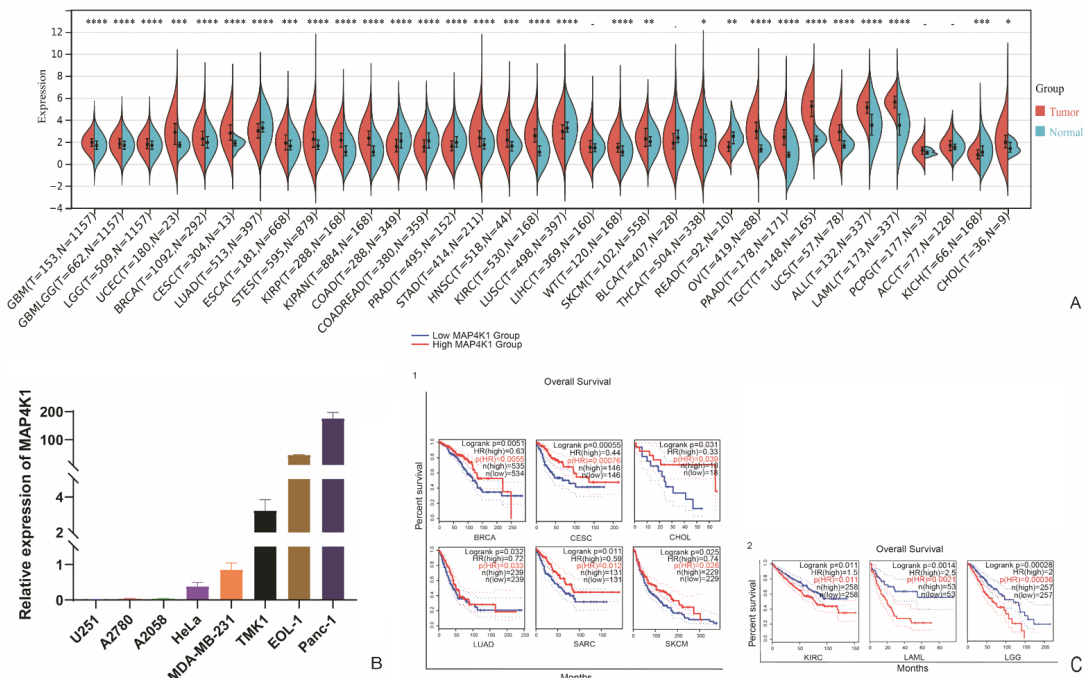 **** **** **** *** **** **** **** *** **** **** **** **** **** **** **** *** **** **** - **** ** . * ** **** **** **** **** **** **** - - *** *
12
10
8
6
4
2
0
−2
−4
Expression
Group
Tumor
Normal
GBM(T=153,N=1157)
GBMLGG(T=662,N=1157)
LGG(T=509,N=1157)
UCEC(T=180,N=23)
BRCA(T=1092,N=292)
CESC(T=304,N=13)
LUAD(T=513,N=397)
ESCA(T=181,N=668)
STES(T=595,N=879)
KIRP(T=288,N=168)
KIPAN(T=884,N=168)
COAD(T=288,N=349)
COADREAD(T=380,N=359)
PRAD(T=495,N=152)
STAD(T=414,N=211)
HNSC(T=518,N=44)
KIRC(T=530,N=168)
LUSC(T=498,N=397)
LIHC(T=369,N=160)
WT(T=120,N=168)
SKCM(T=102,N=558)
BLCA(T=407,N=28)
THCA(T=504,N=338)
READ(T=92,N=10)
OV(T=419,N=88)
PAAD(T=178,N=171)
TGCT(T=148,N=165)
UCS(T=57,N=78)
ALL(T=132,N=337)
LAML(T=173,N=337)
PCPG(T=177,N=3)
ACC(T=77,N=128)
KICH(T=66,N=168)
CHOL(T=36,N=9)
A
Low MAP4K1 Group
High MAP4K1 Group
Relative expression of MAP4K1
200
100
4
2
1
0
U251
A2780
A2058
HeLa
MDA-MB-231
TMK1
EOL-1
Panc-1
B
1
Overall Survival
Percent survival
Logrank p=0.0051
HR(high)=0.63
p(HR)=0.0055
n(high)=535
n(low)=534
BRCA
Logrank p=0.00055
HR(high)=0.44
p(HR)=0.00076
n(high)=146
n(low)=146
CESC
Logrank p=0.031
HR(high)=0.33
p(HR)=0.039
n(high)=18
n(low)=18
CHOL
Logrank p=0.032
HR(high)=0.72
p(HR)=0.033
n(high)=239
n(low)=239
LUAD
Logrank p=0.011
HR(high)=0.59
p(HR)=0.012
n(high)=131
n(low)=131
SARC
Logrank p=0.025
HR(high)=0.74
p(HR)=0.026
n(high)=229
n(low)=229
SKCM
Months
2
Overall Survival
Percent survival
Logrank p=0.011
HR(high)=1.5
p(HR)=0.011
n(high)=258
n(low)=258
KIRC
Logrank p=0.0014
HR(high)=2.5
p(HR)=0.0021
n(high)=53
n(low)=53
LAML
Logrank p=0.00028
HR(high)=2
p(HR)=0.00036
n(high)=257
n(low)=257
LGG
Months
C